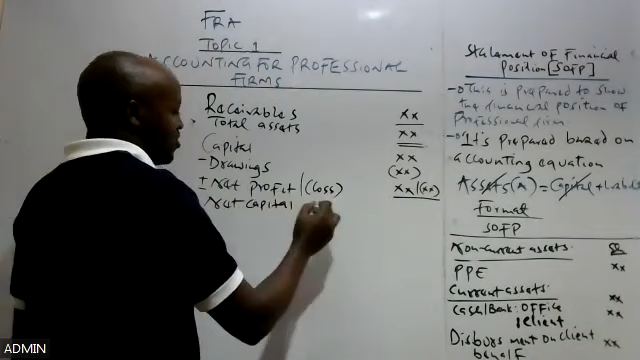 FRA
TOPIC 1
ACCOUNTING FOR PROFESSIONAL
FIRMS
Receivables xx
Total assets xx
Capital xx
- Drawings (xx)
± Net profit/(loss) xx/(xx)
Net capital
Statement of Financial
Position [SOFP]
- This is prepared to show
the financial position of
Professional firm
- It's prepared based on
accounting equation
Assets(A) = Capital +
Format
SOFP
Non-current assets
PPE xx
Current assets: xx
Cash/Bank: office xx
client
Disbursment on client xx
behalf
ADMIN